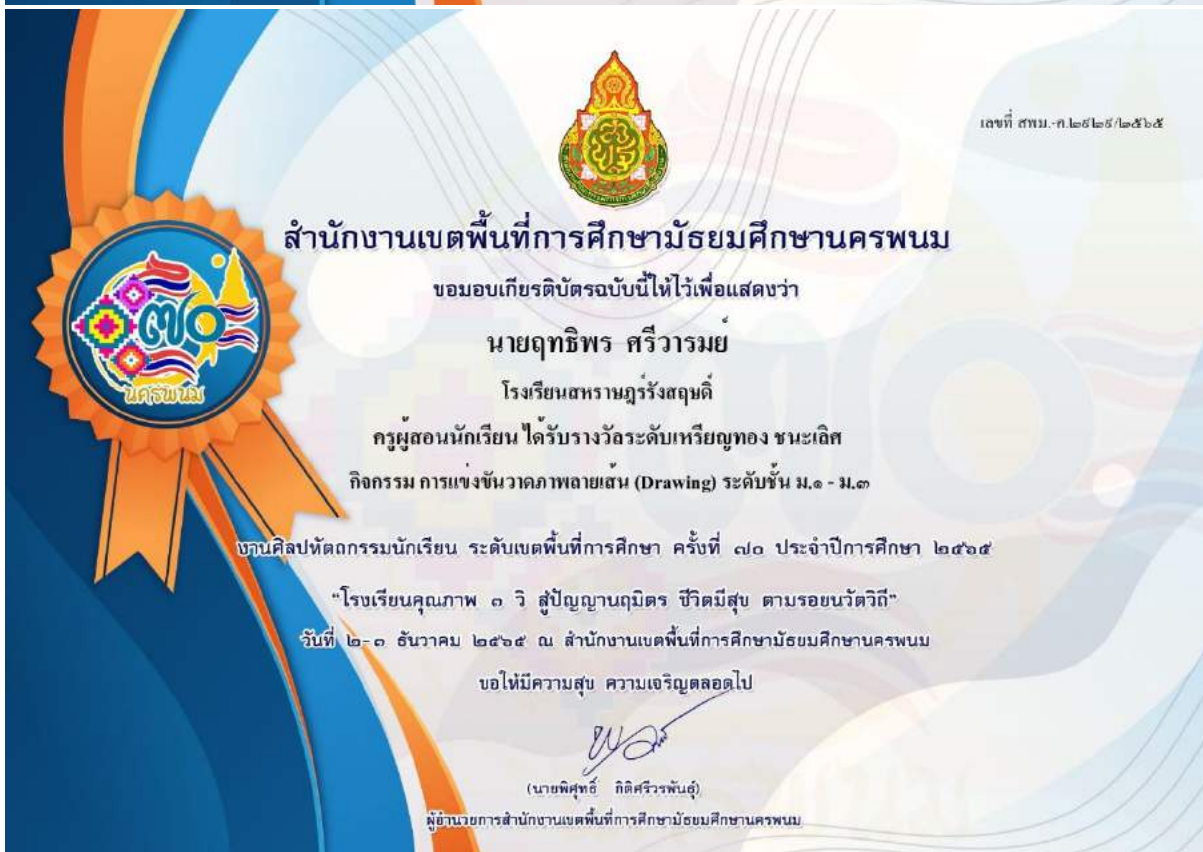 เลขที่ สพม.-ค.๒๙๒๙/๒๕๖๕
สำนักงานเขตพื้นที่การศึกษามัธยมศึกษานครพนม
ขอมอบเกียรติบัตรฉบับนี้ให้ไว้เพื่อแสดงว่า
นายฤทธิพร ศรีวารมย์
โรงเรียนสหราษฎร์รังสฤษดิ์
ครูผู้สอนนักเรียน ได้รับรางวัลระดับเหรียญทอง ชนะเลิศ
กิจกรรม การแข่งขันวาดภาพลายเส้น (Drawing) ระดับชั้น ม.๑ - ม.๓
งานศิลปหัตถกรรมนักเรียน ระดับเขตพื้นที่การศึกษา ครั้งที่ ๗๐ ประจำปีการศึกษา ๒๕๖๕
"โรงเรียนคุณภาพ ๓ วิ สู่ปัญญานฤมิตร ชีวิตมีสุข ตามรอยนวัตวิถี"
วันที่ ๒-๓ ธันวาคม ๒๕๖๕ ณ สำนักงานเขตพื้นที่การศึกษามัธยมศึกษานครพนม
ขอให้มีความสุข ความเจริญตลอดไป
(นายพิศุทธิ์ กิติศรีวรพันธุ์)
ผู้อำนวยการสำนักงานเขตพื้นที่การศึกษามัธยมศึกษานครพนม
๗๐
นครพนม